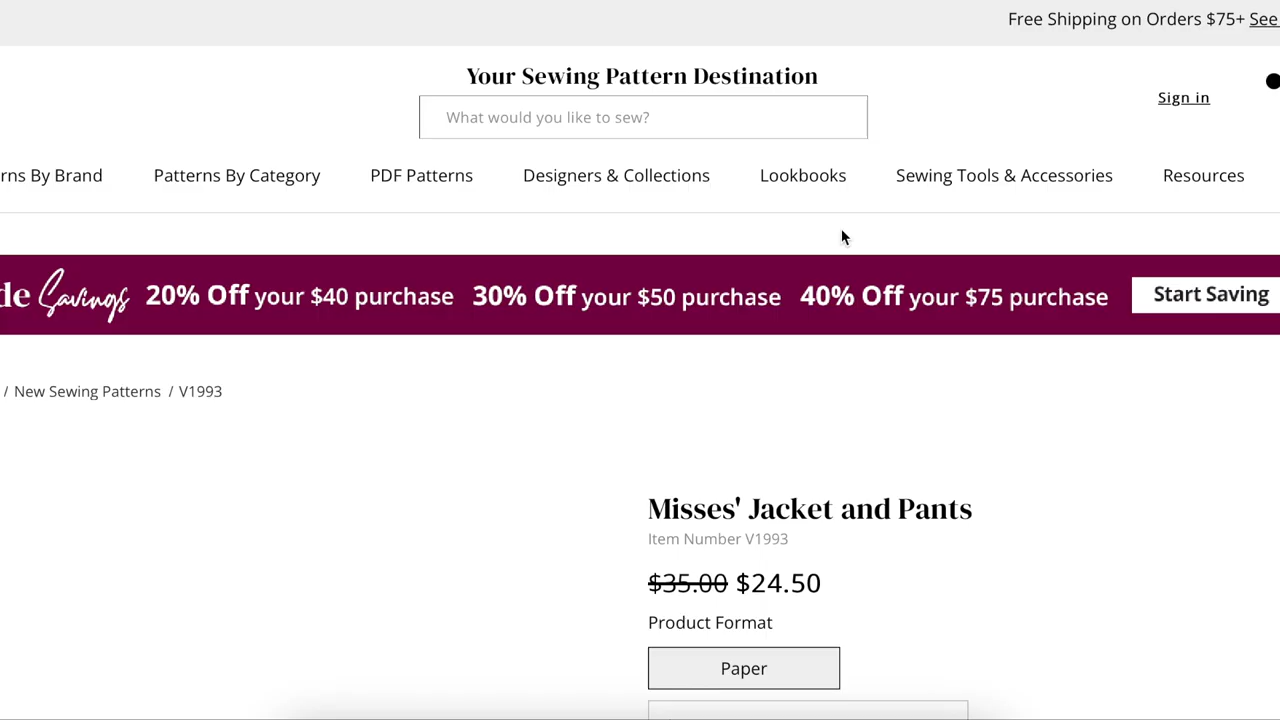 Free Shipping on Orders $75+ See
Your Sewing Pattern Destination
What would you like to sew?
Sign in
rns By Brand Patterns By Category PDF Patterns Designers & Collections Lookbooks Sewing Tools & Accessories Resources
de Savings 20% Off your $40 purchase 30% Off your $50 purchase 40% Off your $75 purchase Start Saving
/ New Sewing Patterns / V1993
Misses' Jacket and Pants
Item Number V1993
$35.00 $24.50
Product Format
Paper